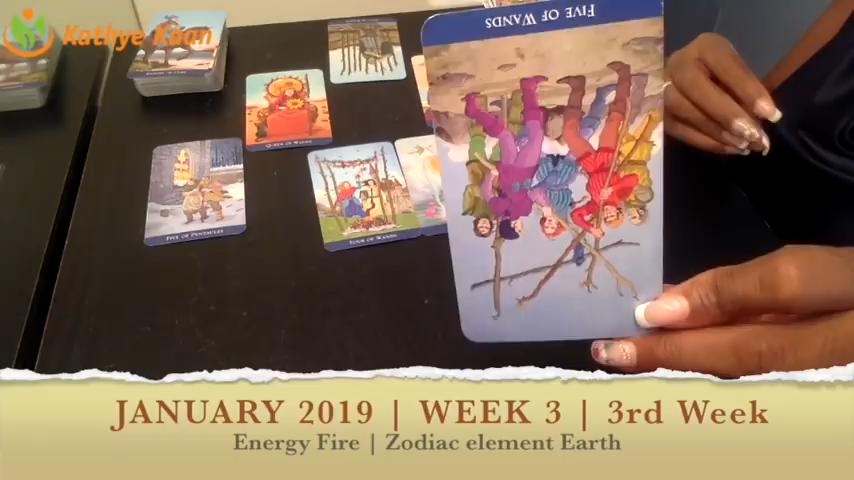 Kathye Kaan
FIVE OF WANDS
QUEEN OF WANDS
FIVE OF PENTACLES
FOUR OF WANDS
JANUARY 2019 | WEEK 3 | 3rd Week
Energy Fire | Zodiac element Earth